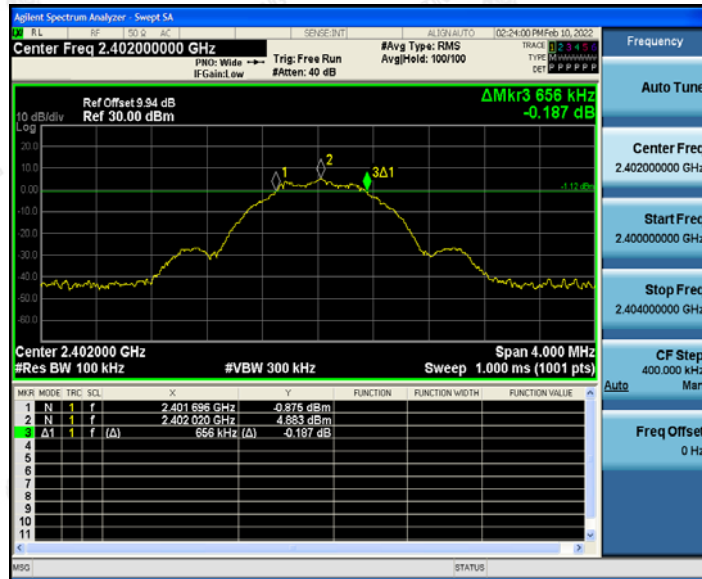 Agilent Spectrum Analyzer - Swept SA
RL RF 50 Ω AC SENSE:INT ALIGN AUTO 02:24:00 PM Feb 10, 2022
Center Freq 2.402000000 GHz
PNO: Wide
IFGain:Low
Trig: Free Run
#Atten: 40 dB
#Avg Type: RMS
Avg|Hold: 100/100
TRACE 1 2 3 4 5 6
TYPE M
DET P P P P P P
Ref Offset 9.94 dB
Ref 30.00 dBm
10 dB/div
Log
ΔMkr3 656 kHz
-0.187 dB
20.0
10.0
0.00
-10.0
-20.0
-30.0
-40.0
-50.0
-60.0
1
2
3Δ1
-1.12 dBm
Center 2.402000 GHz
Span 4.000 MHz
#Res BW 100 kHz
#VBW 300 kHz
Sweep 1.000 ms (1001 pts)
MKR MODE TRC SCL X Y FUNCTION FUNCTION WIDTH FUNCTION VALUE
1 N 1 f 2.401 696 GHz -0.875 dBm
2 N 1 f 2.402 020 GHz 4.883 dBm
3 Δ1 1 f (Δ) 656 kHz (Δ) -0.187 dB
4
5
6
7
8
9
10
11
MSG
STATUS
Frequency
Auto Tune
Center Freq
2.402000000 GHz
Start Freq
2.400000000 GHz
Stop Freq
2.404000000 GHz
CF Step
400.000 kHz
Auto Man
Freq Offset
0 Hz